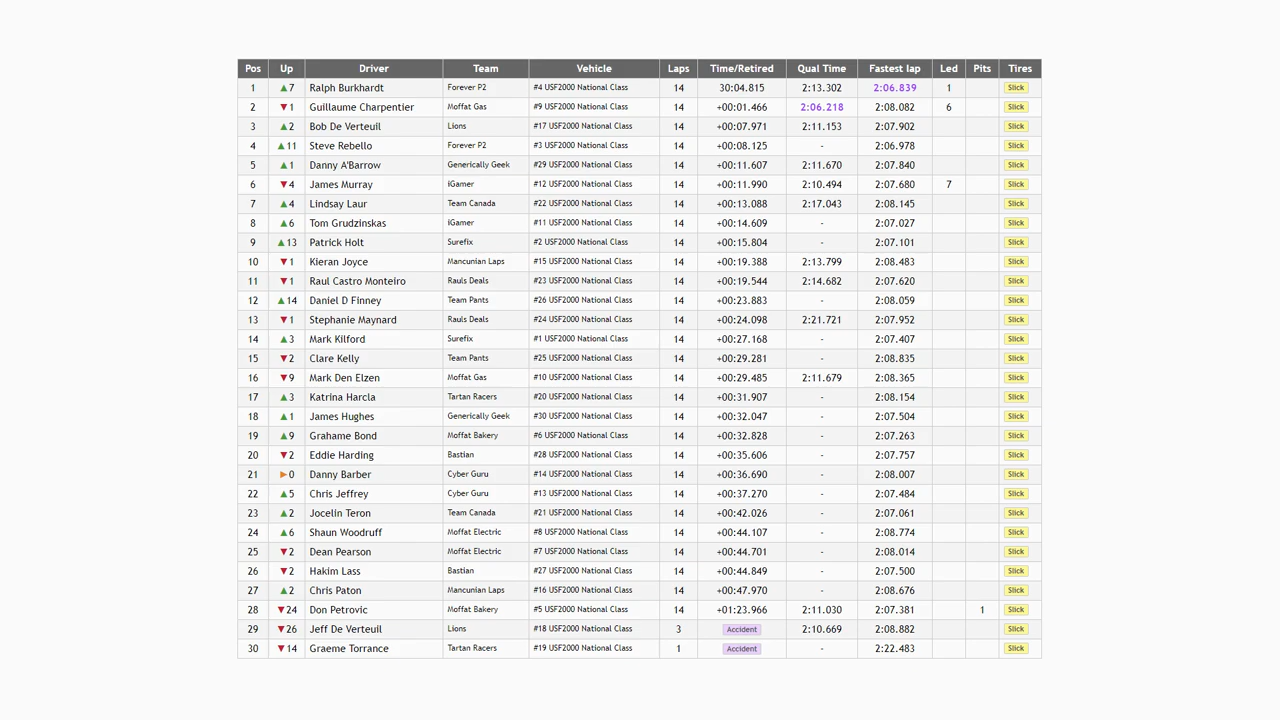 Pos Up Driver Team Vehicle Laps Time/Retired Qual Time Fastest lap Led Pits Tires
1 ▲7 Ralph Burkhardt Forever P2 #4 USF2000 National Class 14 30:04.815 2:13.302 2:06.839 1 Slick
2 ▼1 Guillaume Charpentier Moffat Gas #9 USF2000 National Class 14 +00:01.466 2:06.218 2:08.082 6 Slick
3 ▲2 Bob De Verteuil Lions #17 USF2000 National Class 14 +00:07.971 2:11.153 2:07.902 Slick
4 ▲11 Steve Rebello Forever P2 #3 USF2000 National Class 14 +00:08.125 - 2:06.978 Slick
5 ▲1 Danny A'Barrow Generically Geek #29 USF2000 National Class 14 +00:11.607 2:11.670 2:07.840 Slick
6 ▼4 James Murray iGamer #12 USF2000 National Class 14 +00:11.990 2:10.494 2:07.680 7 Slick
7 ▲4 Lindsay Laur Team Canada #22 USF2000 National Class 14 +00:13.088 2:17.043 2:08.145 Slick
8 ▲6 Tom Grudzinskas iGamer #11 USF2000 National Class 14 +00:14.609 - 2:07.027 Slick
9 ▲13 Patrick Holt Surefix #2 USF2000 National Class 14 +00:15.804 - 2:07.101 Slick
10 ▼1 Kieran Joyce Mancunian Laps #15 USF2000 National Class 14 +00:19.388 2:13.799 2:08.483 Slick
11 ▼1 Raul Castro Monteiro Rauls Deals #23 USF2000 National Class 14 +00:19.544 2:14.682 2:07.620 Slick
12 ▲14 Daniel D Finney Team Pants #26 USF2000 National Class 14 +00:23.883 - 2:08.059 Slick
13 ▼1 Stephanie Maynard Rauls Deals #24 USF2000 National Class 14 +00:24.098 2:21.721 2:07.952 Slick
14 ▲3 Mark Kilford Surefix #1 USF2000 National Class 14 +00:27.168 - 2:07.407 Slick
15 ▼2 Clare Kelly Team Pants #25 USF2000 National Class 14 +00:29.281 - 2:08.835 Slick
16 ▼9 Mark Den Elzen Moffat Gas #10 USF2000 National Class 14 +00:29.485 2:11.679 2:08.365 Slick
17 ▲3 Katrina Harcla Tartan Racers #20 USF2000 National Class 14 +00:31.907 - 2:08.154 Slick
18 ▲1 James Hughes Generically Geek #30 USF2000 National Class 14 +00:32.047 - 2:07.504 Slick
19 ▲9 Grahame Bond Moffat Bakery #6 USF2000 National Class 14 +00:32.828 - 2:07.263 Slick
20 ▼2 Eddie Harding Bastian #28 USF2000 National Class 14 +00:35.606 - 2:07.757 Slick
21 ▶0 Danny Barber Cyber Guru #14 USF2000 National Class 14 +00:36.690 - 2:08.007 Slick
22 ▲5 Chris Jeffrey Cyber Guru #13 USF2000 National Class 14 +00:37.270 - 2:07.484 Slick
23 ▲2 Jocelin Teron Team Canada #21 USF2000 National Class 14 +00:42.026 - 2:07.061 Slick
24 ▲6 Shaun Woodruff Moffat Electric #8 USF2000 National Class 14 +00:44.107 - 2:08.774 Slick
25 ▼2 Dean Pearson Moffat Electric #7 USF2000 National Class 14 +00:44.701 - 2:08.014 Slick
26 ▼2 Hakim Lass Bastian #27 USF2000 National Class 14 +00:44.849 - 2:07.500 Slick
27 ▲2 Chris Paton Mancunian Laps #16 USF2000 National Class 14 +00:47.970 - 2:08.676 Slick
28 ▼24 Don Petrovic Moffat Bakery #5 USF2000 National Class 14 +01:23.966 2:11.030 2:07.381 1 Slick
29 ▼26 Jeff De Verteuil Lions #18 USF2000 National Class 3 Accident 2:10.669 2:08.882 Slick
30 ▼14 Graeme Torrance Tartan Racers #19 USF2000 National Class 1 Accident - 2:22.483 Slick